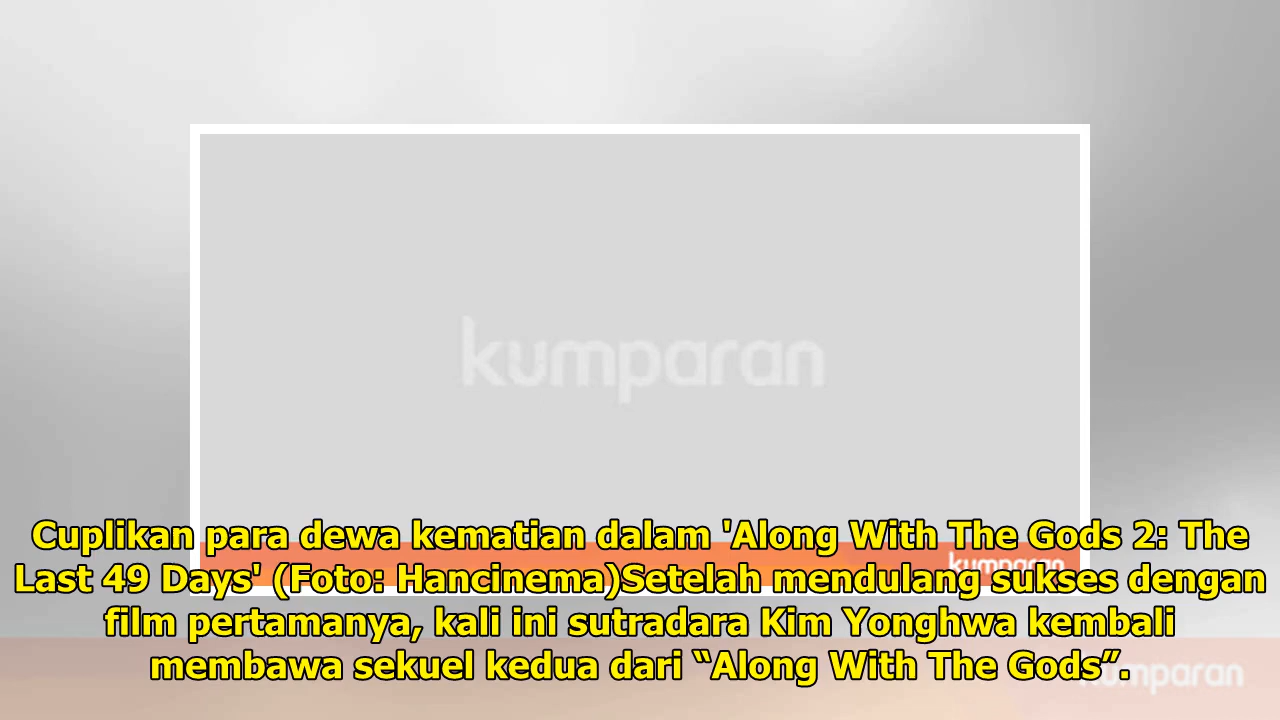 kumparan
kumparan
Cuplikan para dewa kematian dalam 'Along With The Gods 2: The
Last 49 Days' (Foto: Hancinema)Setelah mendulang sukses dengan
film pertamanya, kali ini sutradara Kim Yonghwa kembali
membawa sekuel kedua dari “Along With The Gods”.
kumparan